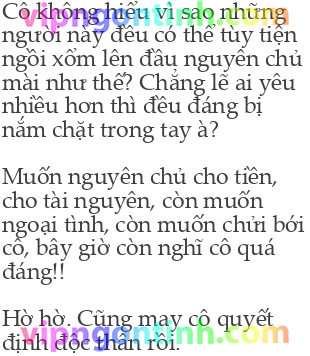 Cô không hiểu vì sao những
người này đều có thể tùy tiện
ngồi xổm lên đầu nguyên chủ
mài như thế? Chẳng lẽ ai yêu
nhiều hơn thì đều đáng bị
nắm chặt trong tay à?
Muốn nguyên chủ cho tiền,
cho tài nguyên, còn muốn
ngoại tình, còn muốn chửi bới
cô, bây giờ còn nghĩ cô quá
đáng!!
Hờ hờ. Cũng may cô quyết
định độc thân rồi.
vipngontinh.com
vipngontinh.com